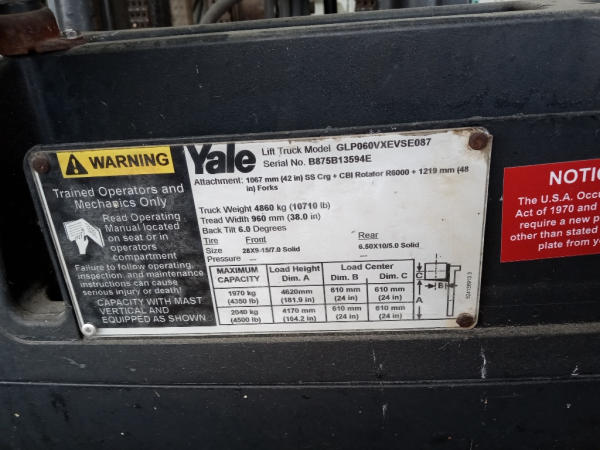 WARNING
Trained Operators and
Mechanics Only
Read Operating
Manual located
on seat or in
operators
compartment
Failure to follow operating,
inspection, and maintenance
instructions can cause
serious injury or death!
CAPACITY WITH MAST
VERTICAL AND
EQUIPPED AS SHOWN
Yale Lift Truck Model GLP060VXEVSE087
Serial No. B875B13594E
Attachment: 1067 mm (42 in) SS Crg + CBI Rotator R6000 + 1219 mm (48
in) Forks
Truck Weight 4860 kg (10710 lb)
Tread Width 960 mm (38.0 in)
Back Tilt 6.0 Degrees
Tire Front Rear
Size 28X9-15/7.0 Solid 6.50X10/5.0 Solid
Pressure --- ---
MAXIMUM Load Height Load Center
CAPACITY Dim. A Dim. B Dim. C
1970 kg 4620mm 610 mm 610 mm
(4350 lb) (181.9 in) (24 in) (24 in)
2040 kg 4170 mm 610 mm 610 mm
(4500 lb) (164.2 in) (24 in) (24 in)
C
B
A
NOTI
The U.S.A. Occu
Act of 1970 and
require a new p
other than stated
plate from yo